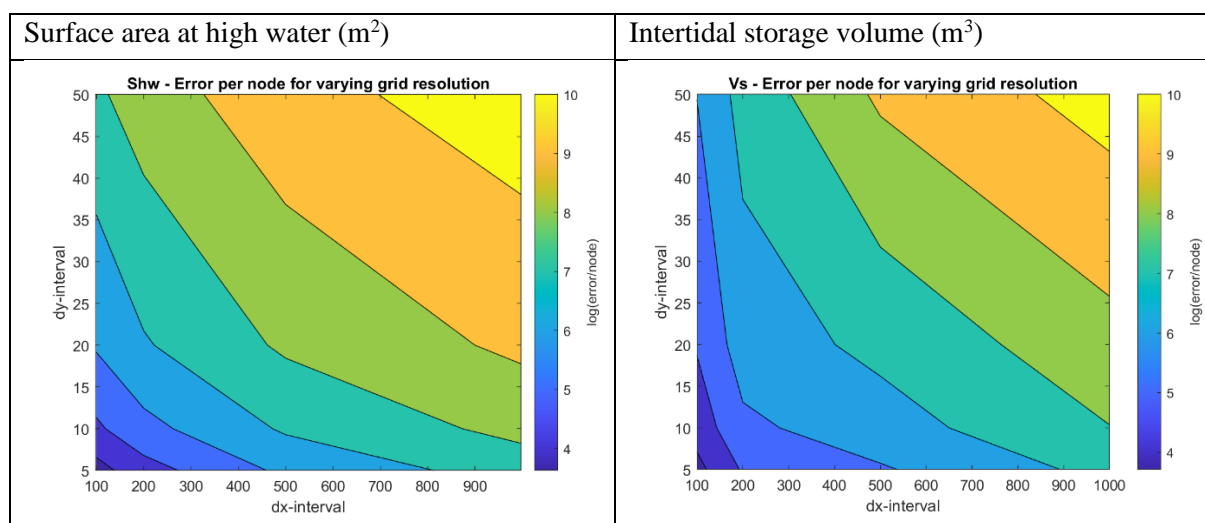 Surface area at high water (m²)
Intertidal storage volume (m³)
Shw - Error per node for varying grid resolution
50
45
40
35
30
25
20
15
10
5
dy-interval
100 200 300 400 500 600 700 800 900
dx-interval
10
9
8
7
6
5
4
log(error/node)
Vs - Error per node for varying grid resolution
50
45
40
35
30
25
20
15
10
5
dy-interval
100 200 300 400 500 600 700 800 900 1000
dx-interval
10
9
8
7
6
5
4
log(error/node)